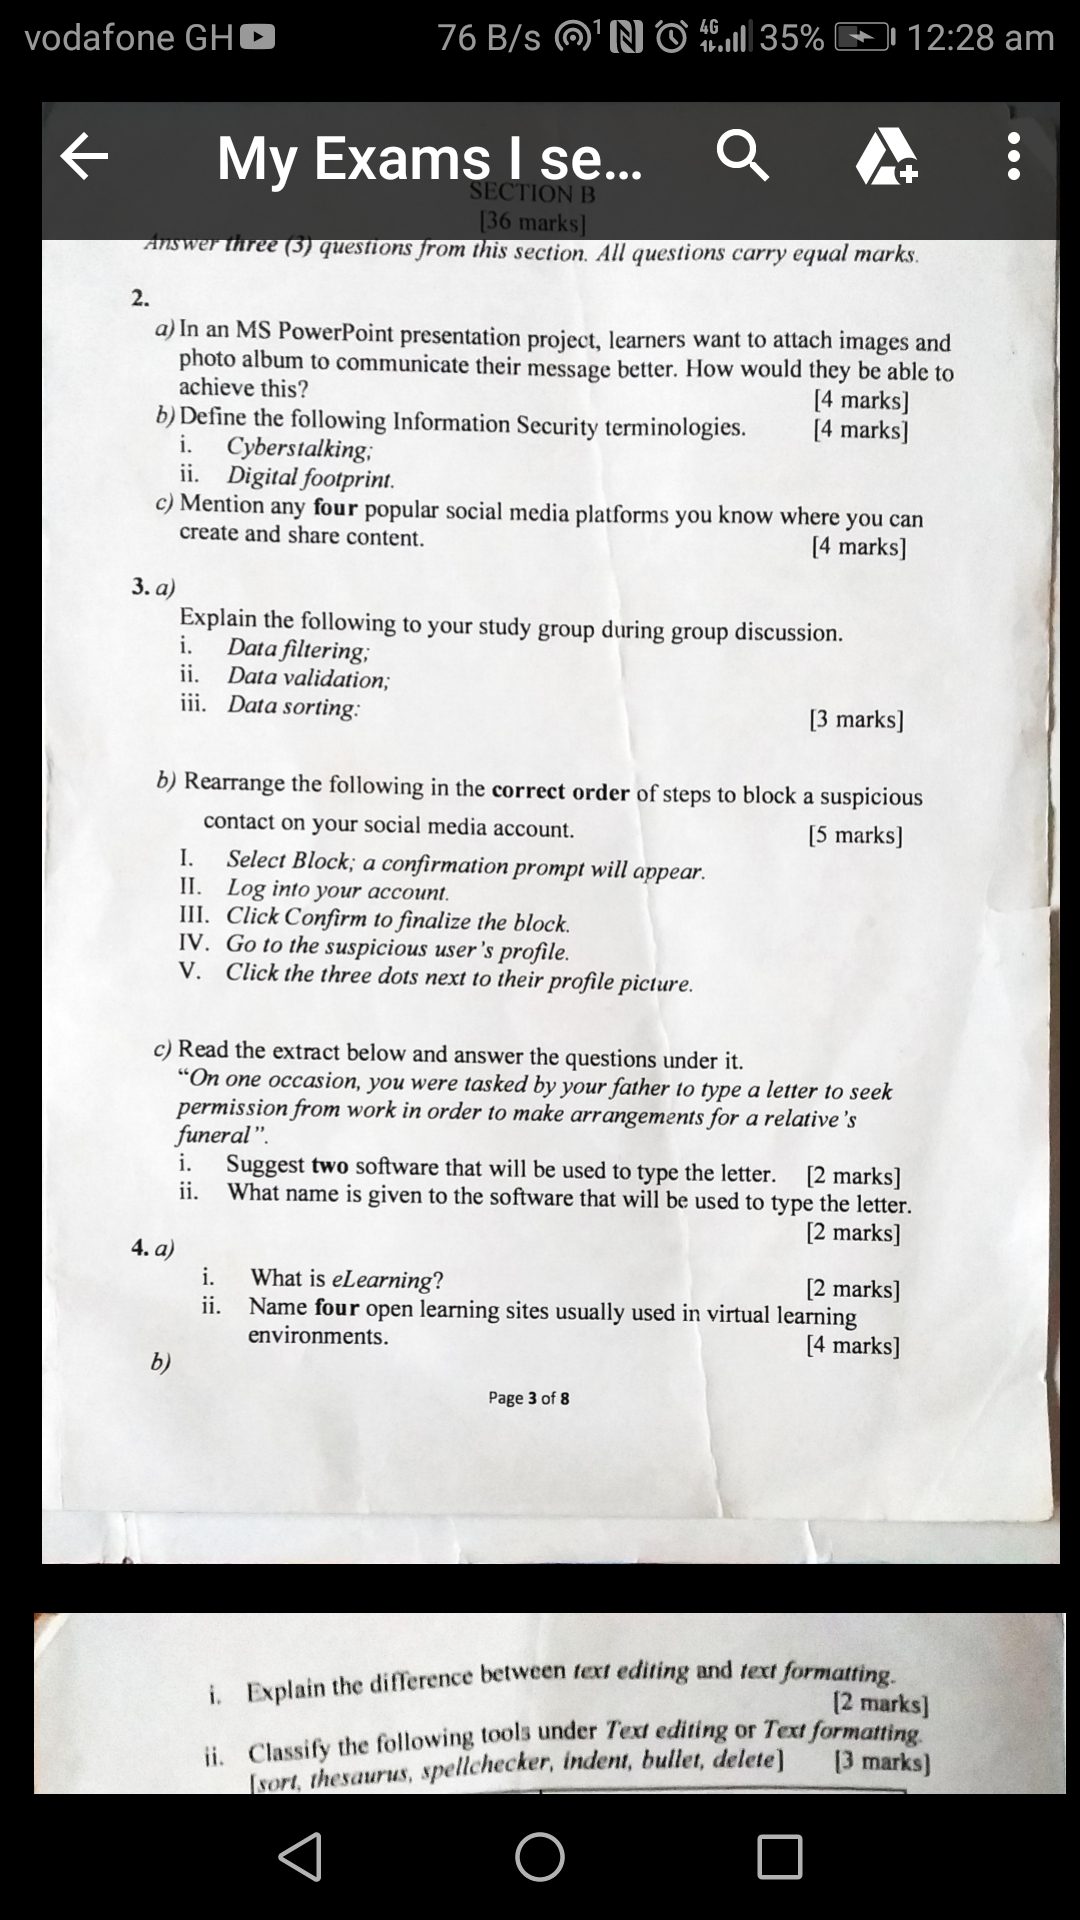 vodafone GH 76 B/s 1 4G 35% 12:28 am
My Exams I se...
SECTION B
[36 marks]
Answer three (3) questions from this section. All questions carry equal marks.
2.
a) In an MS PowerPoint presentation project, learners want to attach images and
photo album to communicate their message better. How would they be able to
achieve this? [4 marks]
b) Define the following Information Security terminologies. [4 marks]
i. Cyberstalking;
ii. Digital footprint.
c) Mention any four popular social media platforms you know where you can
create and share content. [4 marks]
3. a)
Explain the following to your study group during group discussion.
i. Data filtering;
ii. Data validation;
iii. Data sorting: [3 marks]
b) Rearrange the following in the correct order of steps to block a suspicious
contact on your social media account. [5 marks]
I. Select Block; a confirmation prompt will appear.
II. Log into your account.
III. Click Confirm to finalize the block.
IV. Go to the suspicious user's profile.
V. Click the three dots next to their profile picture.
c) Read the extract below and answer the questions under it.
"On one occasion, you were tasked by your father to type a letter to seek
permission from work in order to make arrangements for a relative's
funeral".
i. Suggest two software that will be used to type the letter. [2 marks]
ii. What name is given to the software that will be used to type the letter.
[2 marks]
4. a)
i. What is eLearning? [2 marks]
ii. Name four open learning sites usually used in virtual learning
environments. [4 marks]
b)
Page 3 of 8
i. Explain the difference between text editing and text formatting.
[2 marks]
ii. Classify the following tools under Text editing or Text formatting.
[sort, thesaurus, spellchecker, indent, bullet, delete] [3 marks]